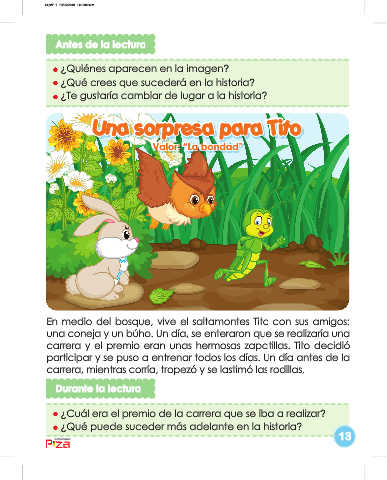 Antes de la lectura
¿Quiénes aparecen en la imagen?
¿Qué crees que sucederá en la historia?
¿Te gustaría cambiar de lugar a la historia?
Una sorpresa para Tito
Valor: “La bondad”
En medio del bosque, vive el saltamontes Tito con sus amigos:
una coneja y un búho. Un día, se enteraron que se realizaría una
carrera y el premio eran unas hermosas zapatillas. Tito decidió
participar y se puso a entrenar todos los días. Un día antes de la
carrera, mientras corría, tropezó y se lastimó las rodillas.
Durante la lectura
¿Cuál era el premio de la carrera que se iba a realizar?
¿Qué puede suceder más adelante en la historia?
13